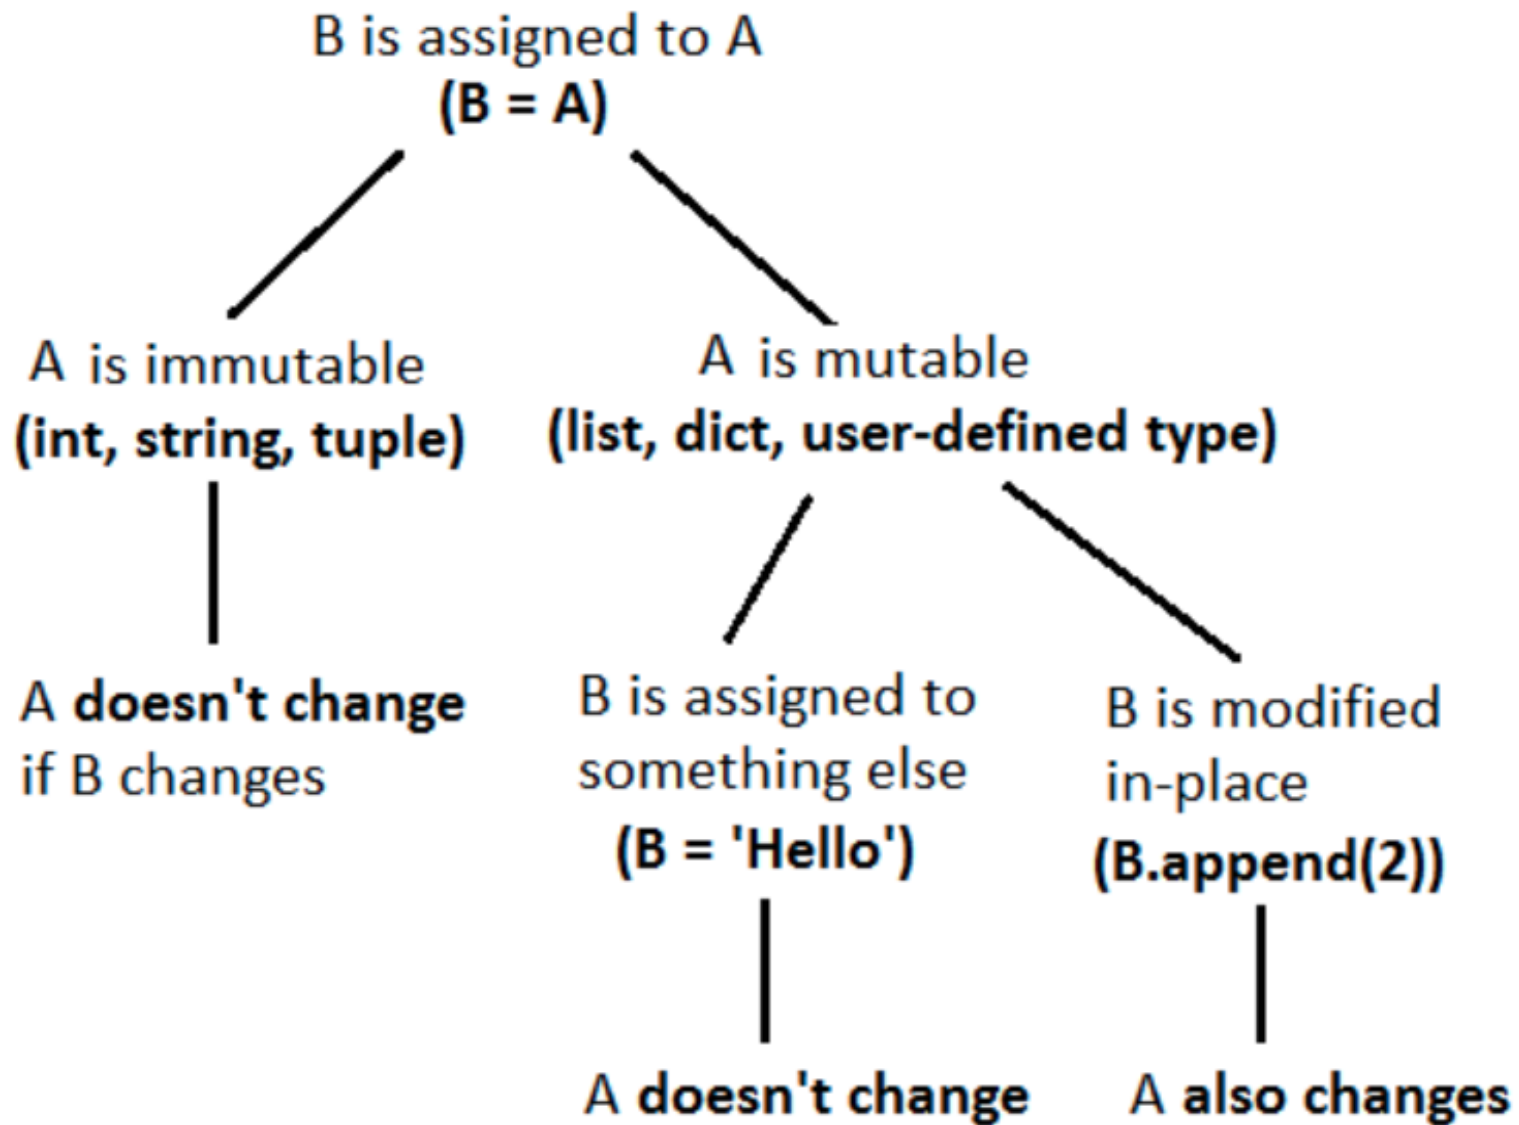 B is assigned to A
(B = A)
A is immutable
(int, string, tuple)
A is mutable
(list, dict, user-defined type)
A doesn't change
if B changes
B is assigned to
something else
(B = 'Hello')
B is modified
in-place
(B.append(2))
A doesn't change
A also changes